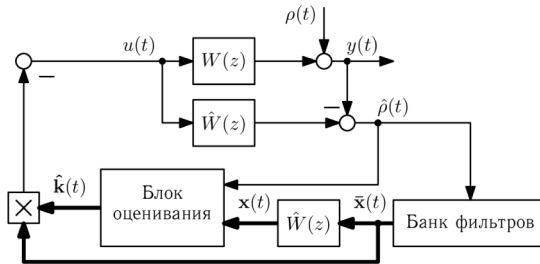 ρ(t)
u(t)
W(z)
y(t)
Ŵ(z)
ρ̂(t)
k̂(t)
Блок
оценивания
x(t)
Ŵ(z)
x̄(t)
Банк фильтров